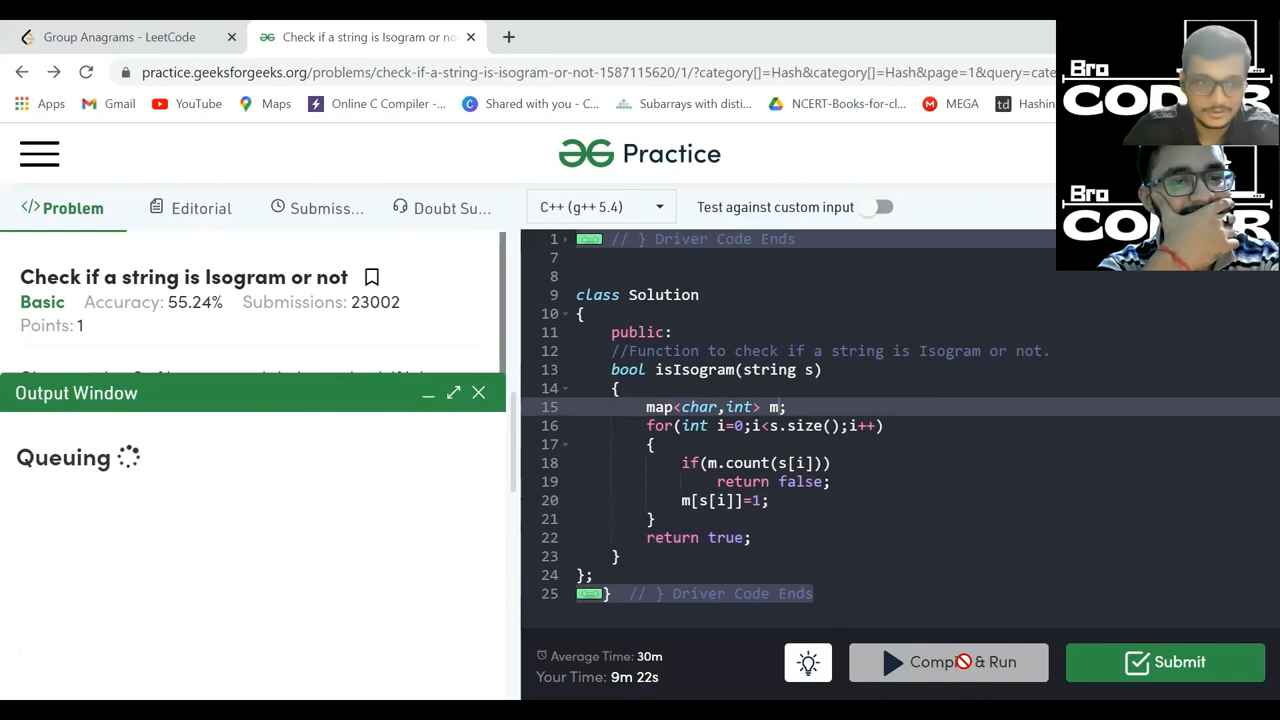 Group Anagrams - LeetCode
Check if a string is Isogram or no
practice.geeksforgeeks.org/problems/check-if-a-string-is-isogram-or-not-1587115620/1/?category[]=Hash&category[]=Hash&page=1&query=cate
Apps
Gmail
YouTube
Maps
Online C Compiler -...
Shared with you - C...
Subarrays with disti...
NCERT-Books-for-cl...
MEGA
td
Hashin
Bro
CODER
Bro
CODER
Practice
</>Problem
Editorial
Submiss...
Doubt Su...
C++ (g++ 5.4)
Test against custom input
Check if a string is Isogram or not
Basic Accuracy: 55.24% Submissions: 23002
Points: 1
Output Window
Queuing
1 // } Driver Code Ends
7
8
9 class Solution
10 {
11 public:
12 //Function to check if a string is Isogram or not.
13 bool isIsogram(string s)
14 {
15 map<char,int> m;
16 for(int i=0;i<s.size();i++)
17 {
18 if(m.count(s[i]))
19 return false;
20 m[s[i]]=1;
21 }
22 return true;
23 }
24 };
25 } // } Driver Code Ends
Average Time: 30m
Your Time: 9m 22s
Compi & Run
Submit